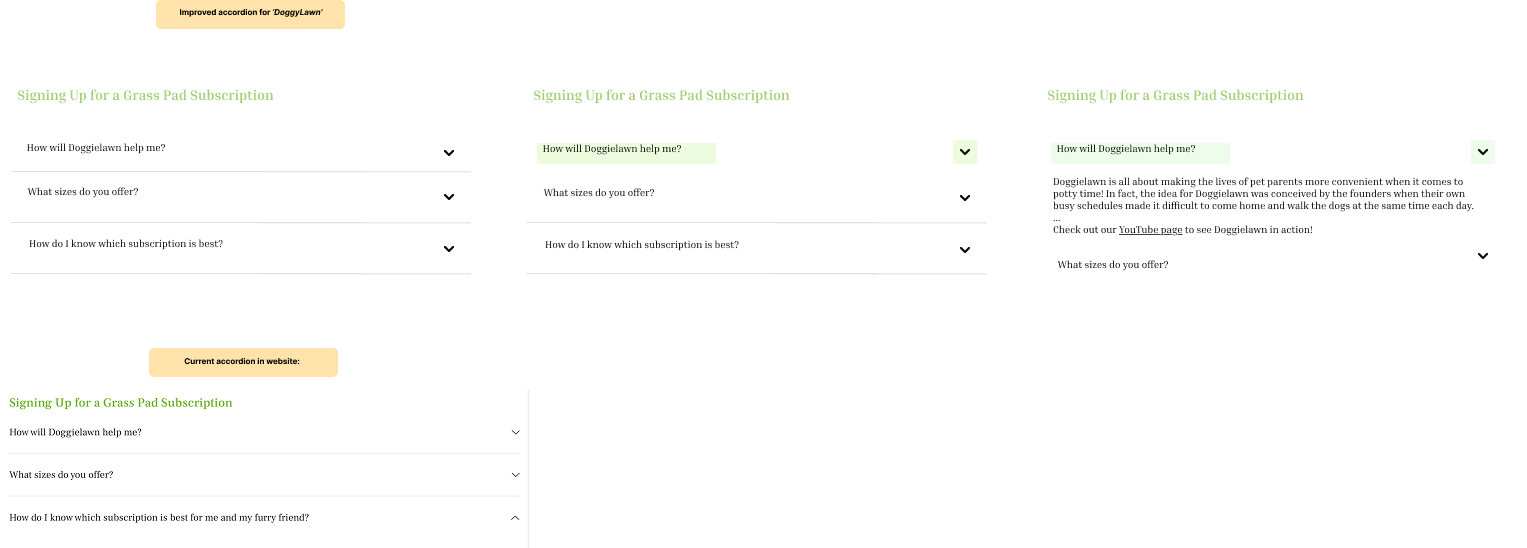 Improved accordion for 'DoggyLawn'
Signing Up for a Grass Pad Subscription
How will Doggielawn help me?
What sizes do you offer?
How do I know which subscription is best?
Signing Up for a Grass Pad Subscription
How will Doggielawn help me?
What sizes do you offer?
How do I know which subscription is best?
Signing Up for a Grass Pad Subscription
How will Doggielawn help me?
Doggielawn is all about making the lives of pet parents more convenient when it comes to
potty time! In fact, the idea for Doggielawn was conceived by the founders when their own
busy schedules made it difficult to come home and walk the dogs at the same time each day.
...
Check out our YouTube page to see Doggielawn in action!
What sizes do you offer?
Current accordion in website:
Signing Up for a Grass Pad Subscription
How will Doggielawn help me?
What sizes do you offer?
How do I know which subscription is best for me and my furry friend?